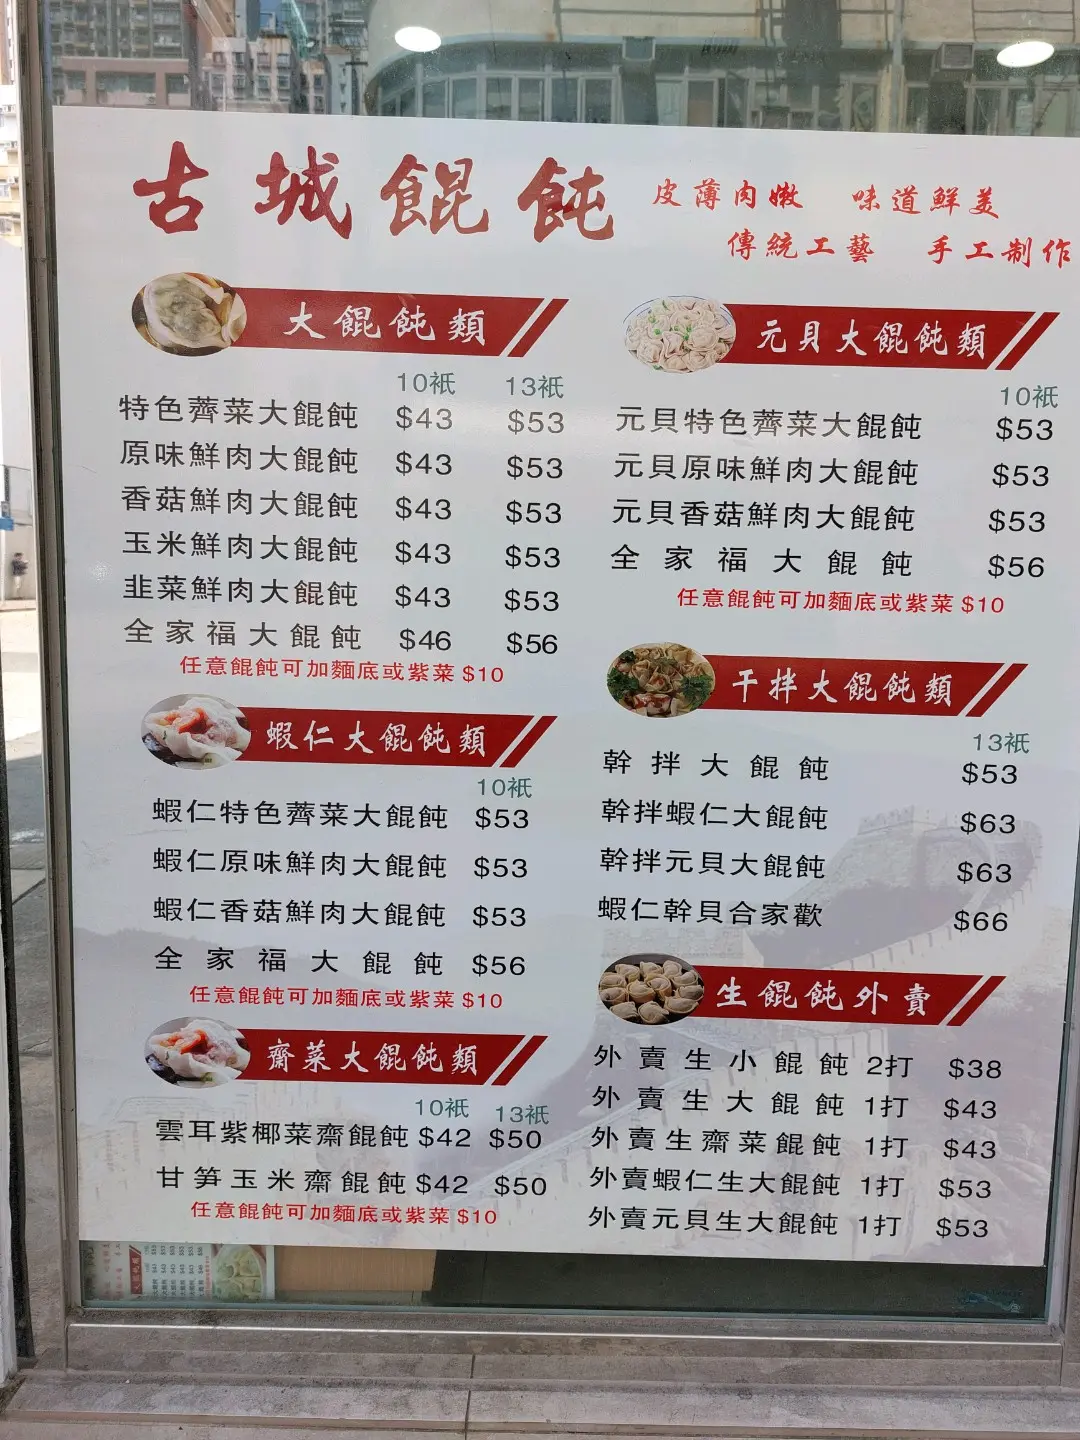 古城餛飩
皮薄肉嫩 味道鮮美
傳統工藝 手工制作
大餛飩類
10衹 13衹
特色薺菜大餛飩 $43 $53
原味鮮肉大餛飩 $43 $53
香菇鮮肉大餛飩 $43 $53
玉米鮮肉大餛飩 $43 $53
韭菜鮮肉大餛飩 $43 $53
全家福大餛飩 $46 $56
任意餛飩可加麵底或紫菜 $10
蝦仁大餛飩類
10衹
蝦仁特色薺菜大餛飩 $53
蝦仁原味鮮肉大餛飩 $53
蝦仁香菇鮮肉大餛飩 $53
全家福大餛飩 $56
任意餛飩可加麵底或紫菜 $10
齋菜大餛飩類
10衹 13衹
雲耳紫椰菜齋餛飩 $42 $50
甘笋玉米齋餛飩 $42 $50
任意餛飩可加麵底或紫菜 $10
元貝大餛飩類
10衹
元貝特色薺菜大餛飩 $53
元貝原味鮮肉大餛飩 $53
元貝香菇鮮肉大餛飩 $53
全家福大餛飩 $56
任意餛飩可加麵底或紫菜 $10
干拌大餛飩類
13衹
幹拌大餛飩 $53
幹拌蝦仁大餛飩 $63
幹拌元貝大餛飩 $63
蝦仁幹貝合家歡 $66
生餛飩外賣
外賣生小餛飩 2打 $38
外賣生大餛飩 1打 $43
外賣生齋菜餛飩 1打 $43
外賣蝦仁生大餛飩 1打 $53
外賣元貝生大餛飩 1打 $53